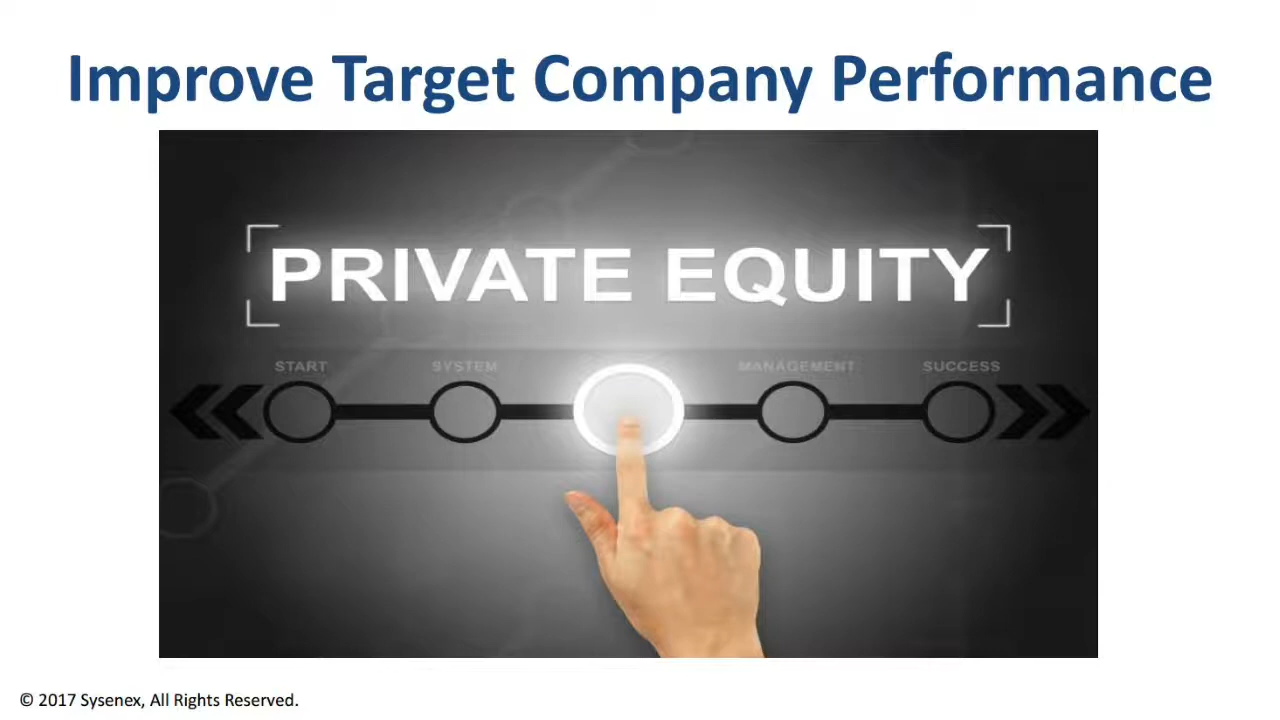 Improve Target Company Performance
PRIVATE EQUITY
START SYSTEM MANAGEMENT SUCCESS
© 2017 Sysenex, All Rights Reserved.